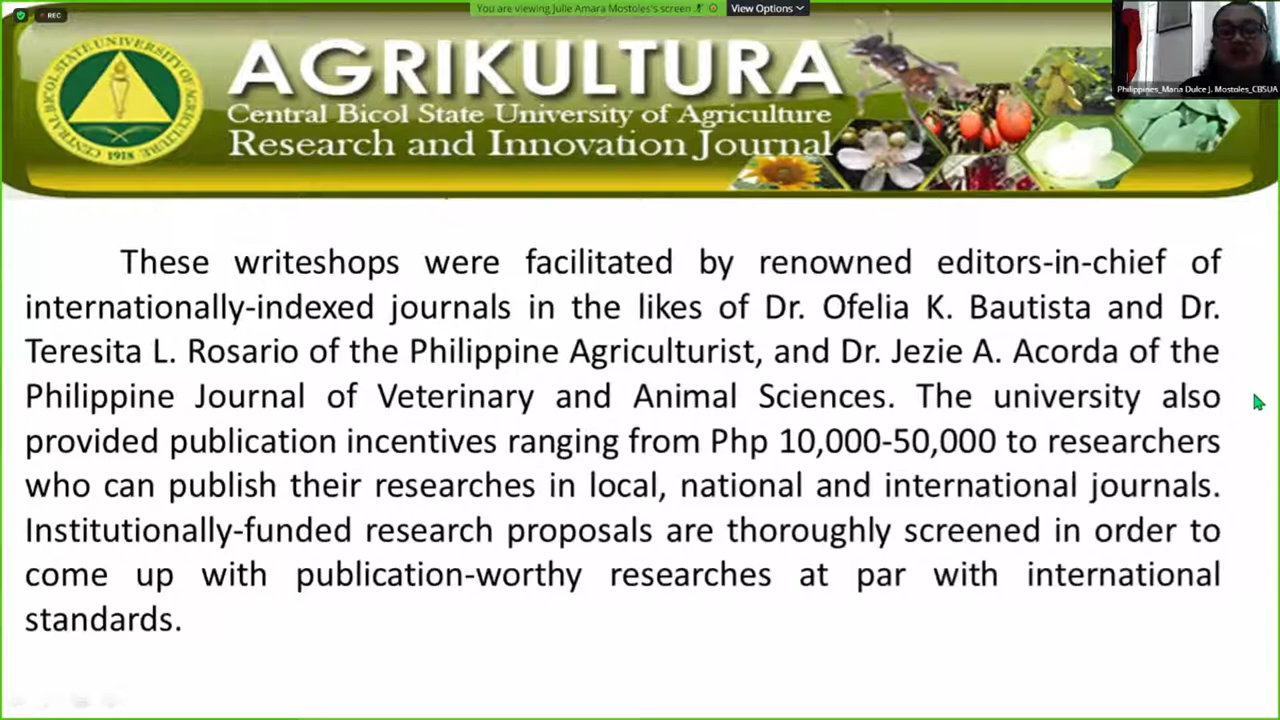 REC
You are viewing Julie Amara Mostoles's screen
View Options
CENTRAL BICOL STATE UNIVERSITY OF AGRICULTURE
1918
AGRIKULTURA
Central Bicol State University of Agriculture
Research and Innovation Journal
Philippines_Maria Dulce J. Mostoles_CBSUA
These writeshops were facilitated by renowned editors-in-chief of
internationally-indexed journals in the likes of Dr. Ofelia K. Bautista and Dr.
Teresita L. Rosario of the Philippine Agriculturist, and Dr. Jezie A. Acorda of the
Philippine Journal of Veterinary and Animal Sciences. The university also
provided publication incentives ranging from Php 10,000-50,000 to researchers
who can publish their researches in local, national and international journals.
Institutionally-funded research proposals are thoroughly screened in order to
come up with publication-worthy researches at par with international
standards.